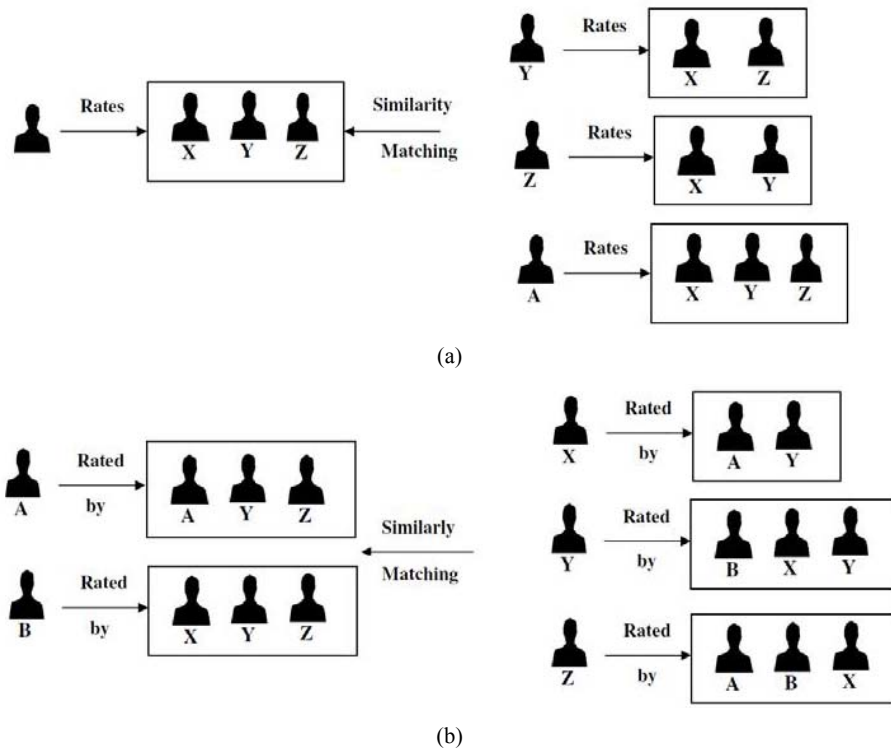 Rates
X Y Z
Similarity
Matching
Y
Rates
X Z
Z
Rates
X Y
A
Rates
X Y Z
(a)
A
Rated
by
A Y Z
B
Rated
by
X Y Z
Similarly
Matching
X
Rated
by
A Y
Y
Rated
by
B X Y
Z
Rated
by
A B X
(b)